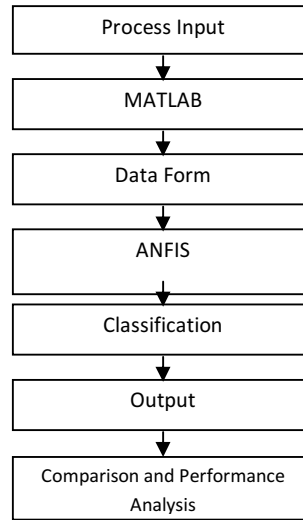 Process Input
MATLAB
Data Form
ANFIS
Classification
Output
Comparison and Performance
Analysis